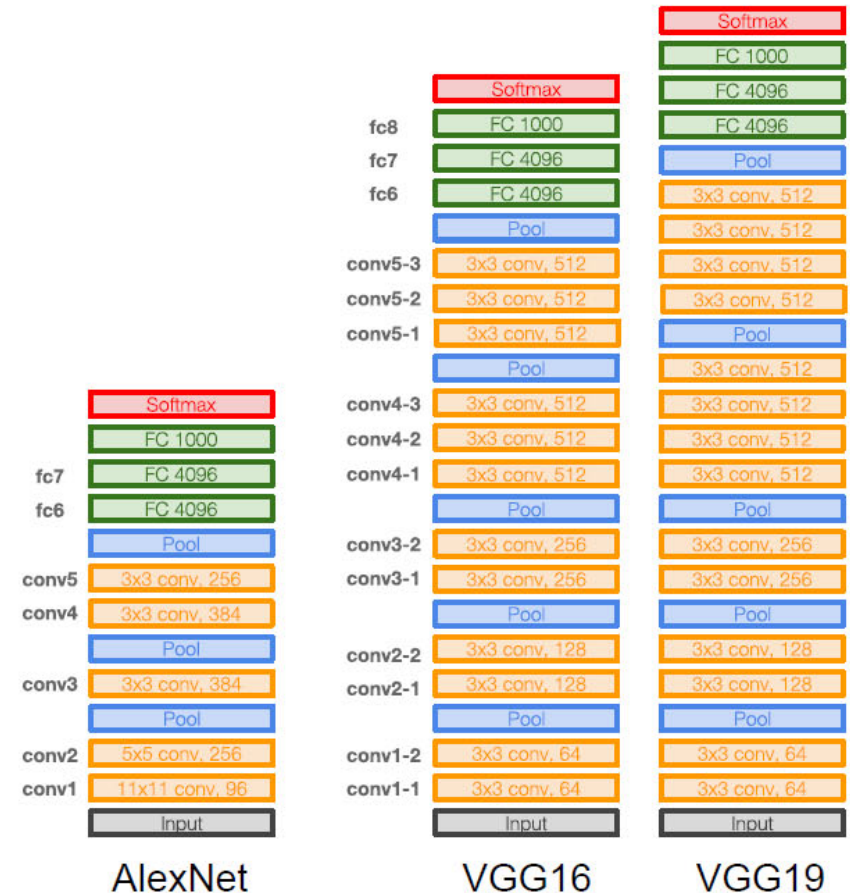 Softmax
FC 1000
fc7 FC 4096
fc6 FC 4096
Pool
conv5 3x3 conv, 256
conv4 3x3 conv, 384
Pool
conv3 3x3 conv, 384
Pool
conv2 5x5 conv, 256
conv1 11x11 conv, 96
Input
AlexNet
Softmax
fc8 FC 1000
fc7 FC 4096
fc6 FC 4096
Pool
conv5-3 3x3 conv, 512
conv5-2 3x3 conv, 512
conv5-1 3x3 conv, 512
Pool
conv4-3 3x3 conv, 512
conv4-2 3x3 conv, 512
conv4-1 3x3 conv, 512
Pool
conv3-2 3x3 conv, 256
conv3-1 3x3 conv, 256
Pool
conv2-2 3x3 conv, 128
conv2-1 3x3 conv, 128
Pool
conv1-2 3x3 conv, 64
conv1-1 3x3 conv, 64
Input
VGG16
Softmax
FC 1000
FC 4096
FC 4096
Pool
3x3 conv, 512
3x3 conv, 512
3x3 conv, 512
3x3 conv, 512
Pool
3x3 conv, 512
3x3 conv, 512
3x3 conv, 512
3x3 conv, 512
Pool
3x3 conv, 256
3x3 conv, 256
Pool
3x3 conv, 128
3x3 conv, 128
Pool
3x3 conv, 64
3x3 conv, 64
Input
VGG19